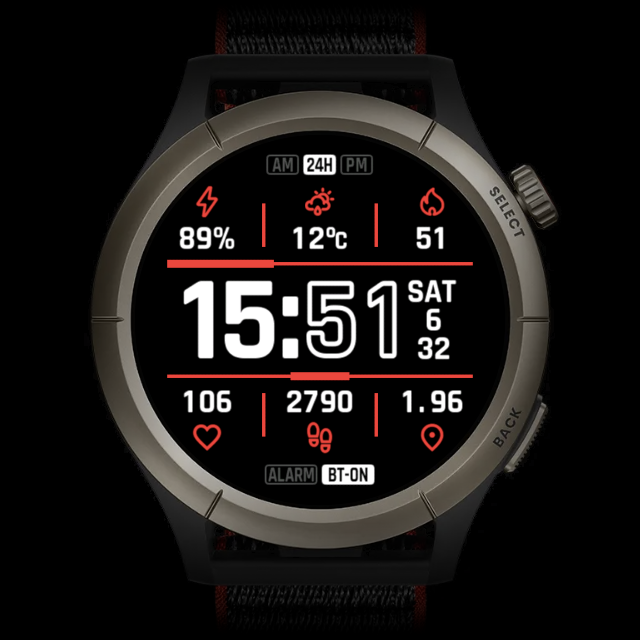 AM 24H PM
89% 12°c 51
15:51 SAT
6
32
106 2790 1.96
ALARM BT-ON
SELECT
BACK